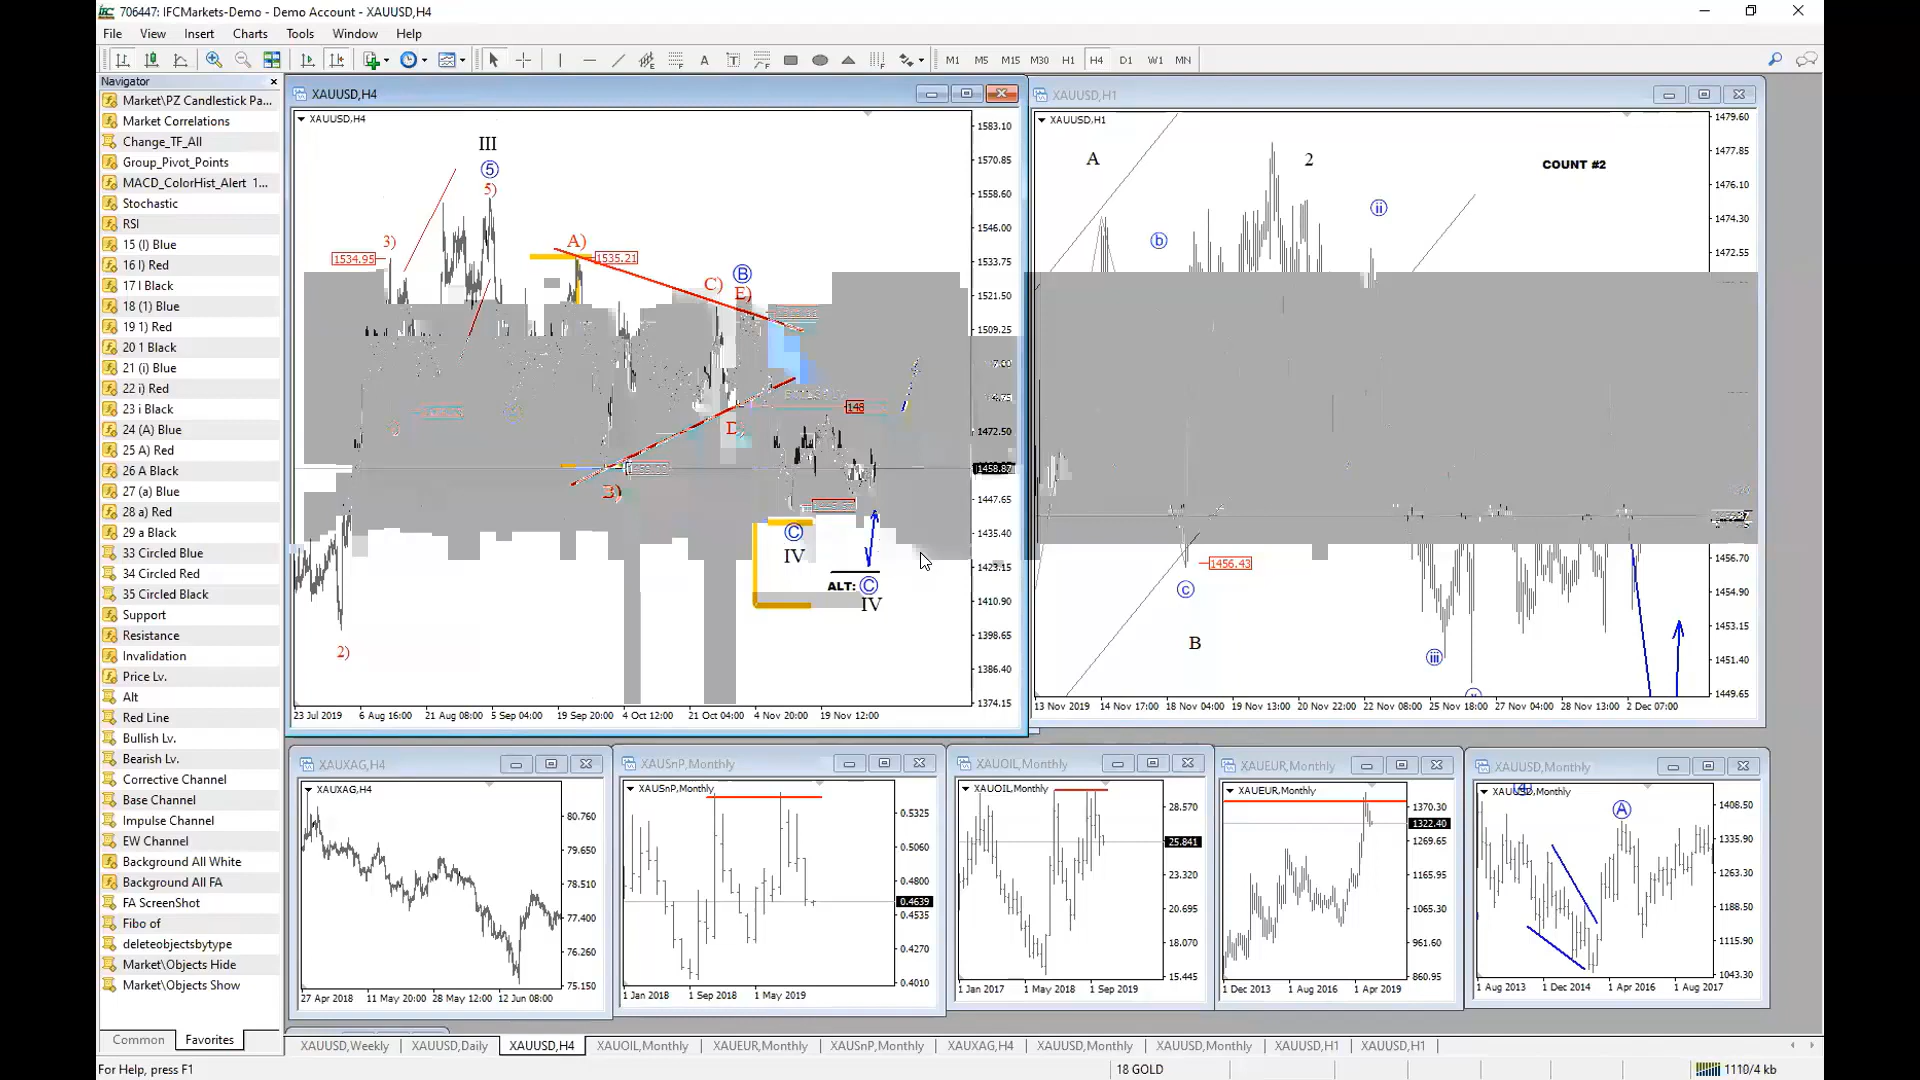 706447: IFCMarkets-Demo - Demo Account - XAUUSD,H4
File View Insert Charts Tools Window Help
M1 M5 M15 M30 H1 H4 D1 W1 MN
Navigator
Market\PZ Candlestick Pa...
Market Correlations
Change_TF_All
Group_Pivot_Points
MACD_ColorHist_Alert 1...
Stochastic
RSI
15 (I) Blue
16 I) Red
17 I Black
18 (1) Blue
19 1) Red
20 1 Black
21 (i) Blue
22 i) Red
23 i Black
24 (A) Blue
25 A) Red
26 A Black
27 (a) Blue
28 a) Red
29 a Black
33 Circled Blue
34 Circled Red
35 Circled Black
Support
Resistance
Invalidation
Price Lv.
Alt
Red Line
Bullish Lv.
Bearish Lv.
Corrective Channel
Base Channel
Impulse Channel
EW Channel
Background All White
Background All FA
FA ScreenShot
Fibo of
deleteobjectsbytype
Market\Objects Hide
Market\Objects Show
Common Favorites
XAUUSD,H4
XAUUSD,H4
III
5
5)
3)
1534.95
A)
1535.21
C)
B
E)
D
B)
2)
C
IV
ALT: C
IV
1583.10
1570.85
1558.60
1546.00
1533.75
1521.50
1509.25
1472.50
1458.87
1447.65
1435.40
1423.15
1410.90
1398.65
1386.40
1374.15
23 Jul 2019 6 Aug 16:00 21 Aug 08:00 5 Sep 04:00 19 Sep 20:00 4 Oct 12:00 21 Oct 04:00 4 Nov 20:00 19 Nov 12:00
XAUUSD,H1
XAUUSD,H1
A
2
COUNT #2
b
ii
1456.43
c
B
iii
1479.60
1477.85
1476.10
1474.30
1472.55
1456.70
1454.90
1453.15
1451.40
1449.65
13 Nov 2019 14 Nov 17:00 18 Nov 04:00 19 Nov 13:00 20 Nov 22:00 22 Nov 08:00 25 Nov 18:00 27 Nov 04:00 28 Nov 13:00 2 Dec 07:00
XAUXAG,H4
XAUXAG,H4
80.760
79.650
78.510
77.400
76.260
75.150
27 Apr 2018 11 May 20:00 28 May 12:00 12 Jun 08:00
XAUSnP,Monthly
XAUSnP,Monthly
0.5325
0.5060
0.4800
0.4639
0.4535
0.4270
0.4010
1 Jan 2018 1 Sep 2018 1 May 2019
XAUOIL,Monthly
XAUOIL,Monthly
28.570
25.841
23.320
20.695
18.070
15.445
1 Jan 2017 1 May 2018 1 Sep 2019
XAUEUR,Monthly
XAUEUR,Monthly
1370.30
1322.40
1269.65
1165.95
1065.30
961.60
860.95
1 Dec 2013 1 Aug 2016 1 Apr 2019
XAUUSD,Monthly
XAUUSD,Monthly
A
1408.50
1335.90
1263.30
1188.50
1115.90
1043.30
1 Aug 2013 1 Dec 2014 1 Apr 2016 1 Aug 2017
XAUUSD,Weekly XAUUSD,Daily XAUUSD,H4 XAUOIL,Monthly XAUEUR,Monthly XAUSnP,Monthly XAUXAG,H4 XAUUSD,Monthly XAUUSD,Monthly XAUUSD,H1 XAUUSD,H1
For Help, press F1 18 GOLD 1110/4 kb